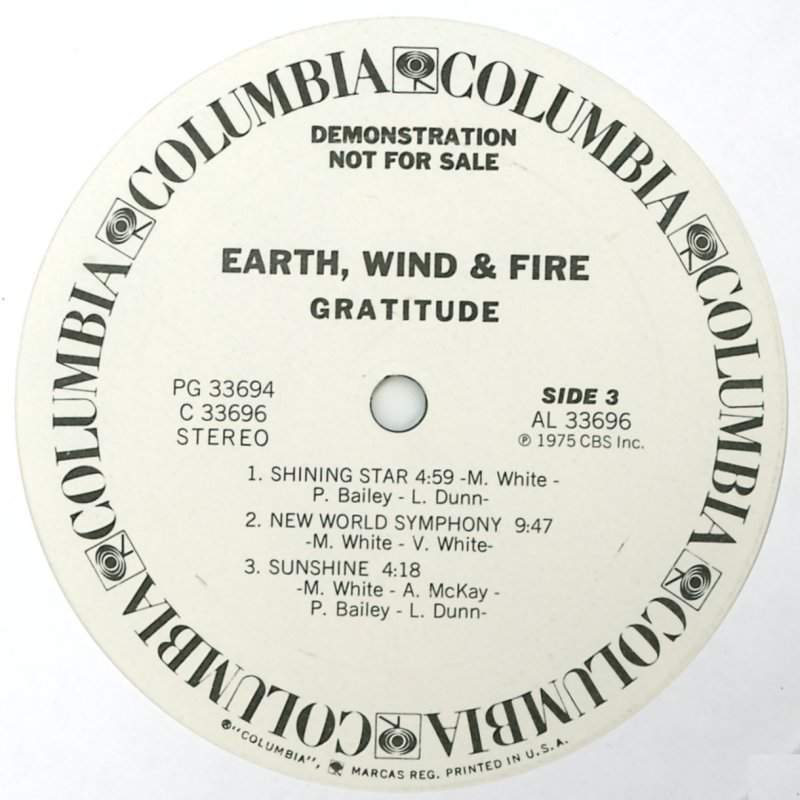 COLUMBIA COLUMBIA COLUMBIA COLUMBIA COLUMBIA COLUMBIA COLUMBIA COLUMBIA
DEMONSTRATION
NOT FOR SALE
EARTH, WIND & FIRE
GRATITUDE
PG 33694
C 33696
STEREO
SIDE 3
AL 33696
℗ 1975 CBS Inc.
1. SHINING STAR 4:59 -M. White -
P. Bailey - L. Dunn-
2. NEW WORLD SYMPHONY 9:47
-M. White - V. White-
3. SUNSHINE 4:18
-M. White - A. McKay -
P. Bailey - L. Dunn-
®"COLUMBIA", MARCAS REG. PRINTED IN U.S.A.